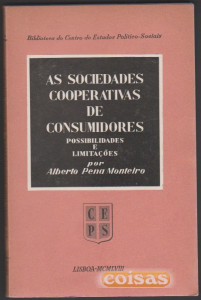 Biblioteca do Centro de Estudos Político-Sociais
AS SOCIEDADES
COOPERATIVAS
DE
CONSUMIDORES
POSSIBILIDADES
E
LIMITAÇÕES
por
Alberto Pena Monteiro
C E
P S
LISBOA-MCMLVIII
coisas